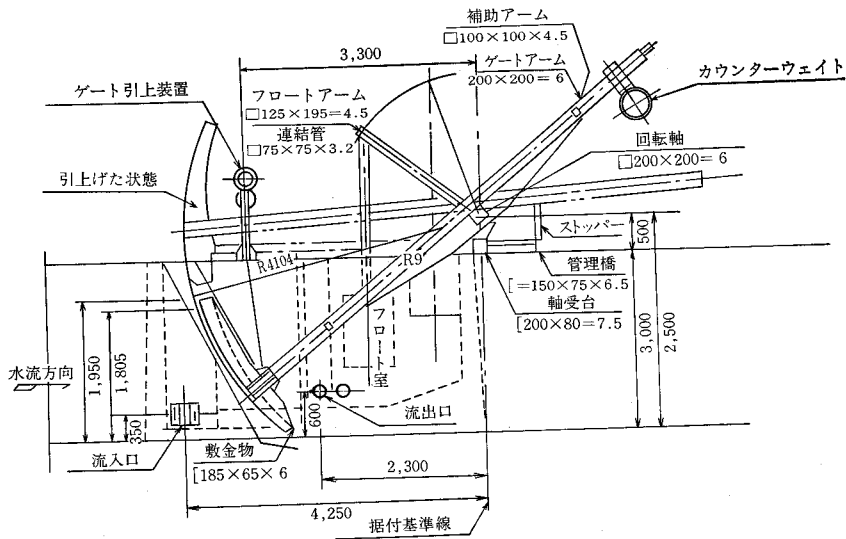 補助アーム
□100×100×4.5
3,300
ゲートアーム
200×200=6
カウンターウェイト
ゲート引上装置
フロートアーム
□125×195=4.5
連結管
□75×75×3.2
回転軸
□200×200=6
引上げた状態
ストッパー
500
R4104
R9
管理橋
[=150×75×6.5
軸受台
[200×80=7.5
3,000
2,500
フロート室
1,950
1,805
水流方向
350
600
流出口
流入口
敷金物
[185×65×6
2,300
4,250
据付基準線